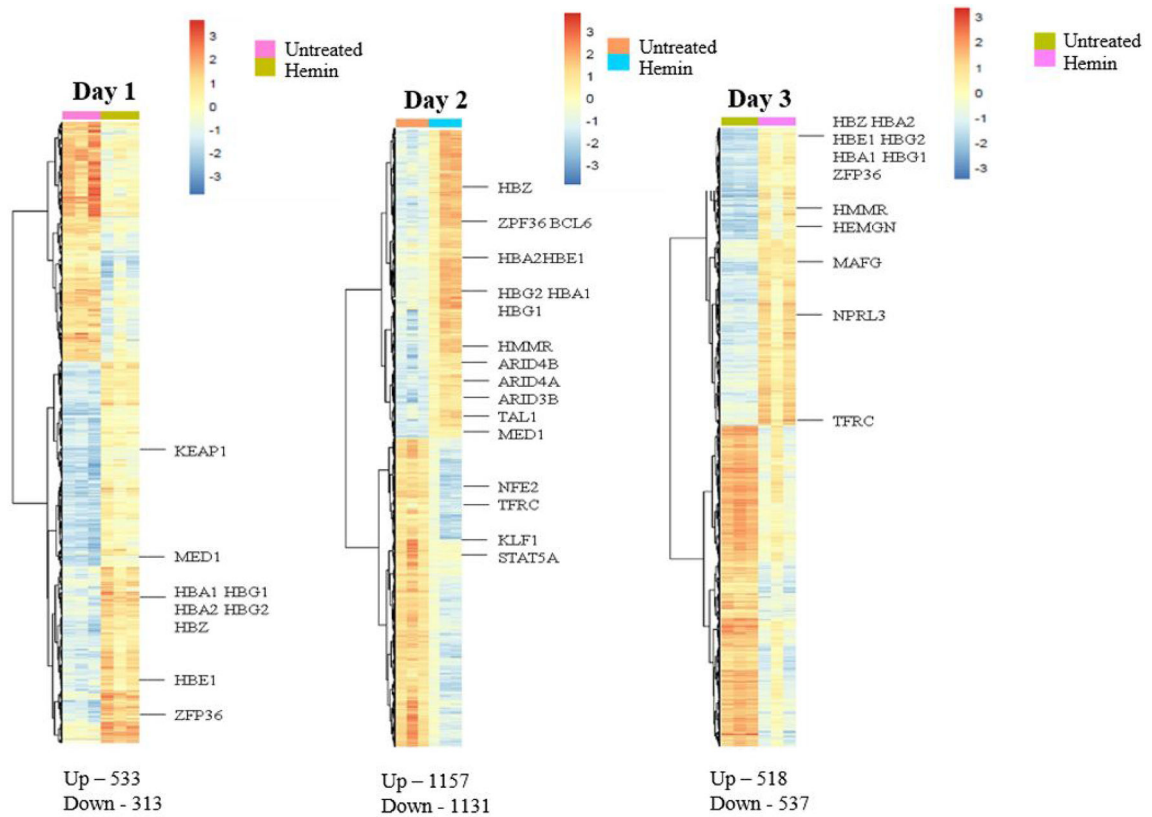 Day 1
3
2
1
0
-1
-2
-3
Untreated
Hemin
KEAP1
MED1
HBA1 HBG1
HBA2 HBG2
HBZ
HBE1
ZFP36
Up – 533
Down - 313
Day 2
3
2
1
0
-1
-2
-3
Untreated
Hemin
HBZ
ZPF36 BCL6
HBA2HBE1
HBG2 HBA1
HBG1
HMMR
ARID4B
ARID4A
ARID3B
TAL1
MED1
NFE2
TFRC
KLF1
STAT5A
Up – 1157
Down - 1131
Day 3
3
2
1
0
-1
-2
-3
Untreated
Hemin
HBZ HBA2
HBE1 HBG2
HBA1 HBG1
ZFP36
HMMR
HEMGN
MAFG
NPRL3
TFRC
Up – 518
Down - 537